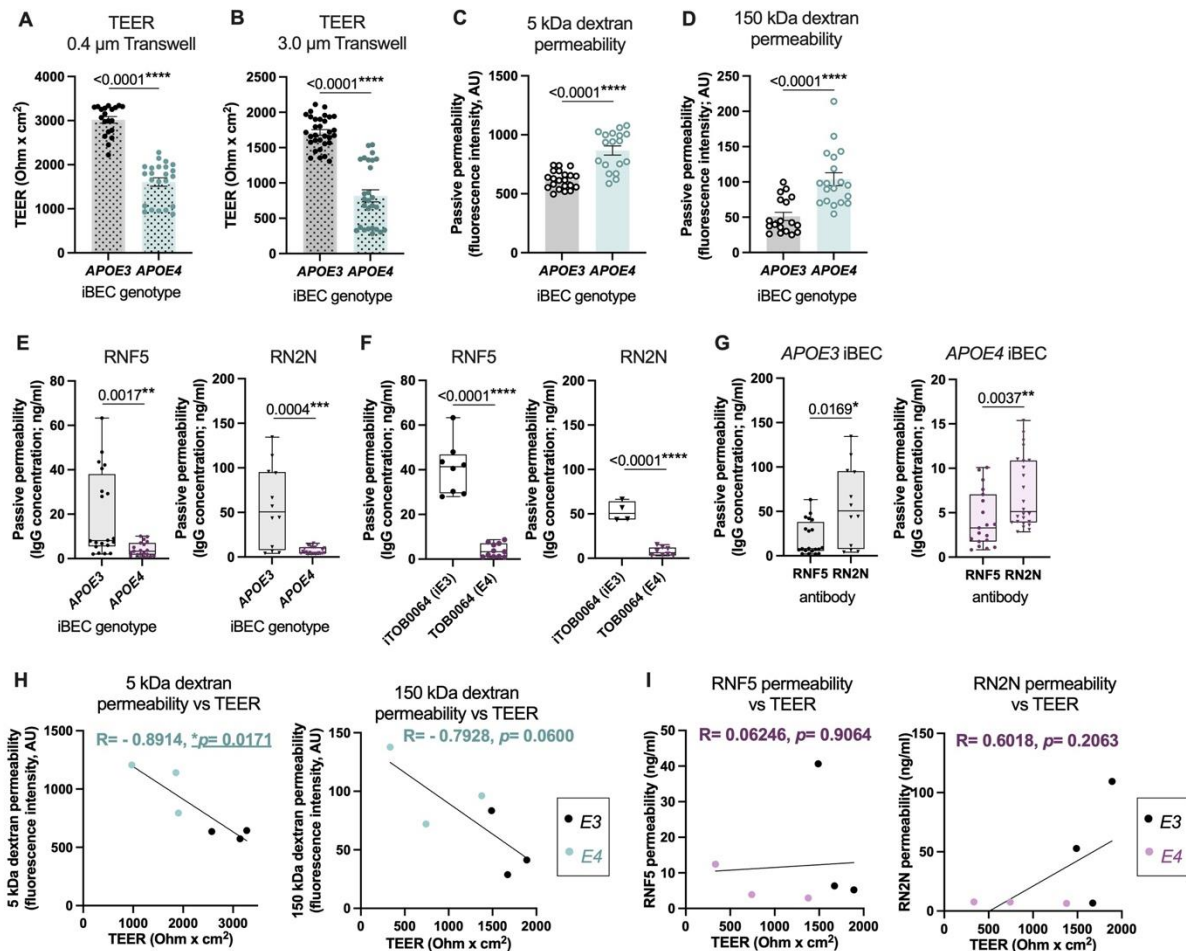 A
TEER
0.4 μm Transwell
<0.0001****
TEER (Ohm x cm²)
4000
3000
2000
1000
0
APOE3 APOE4
iBEC genotype
B
TEER
3.0 μm Transwell
<0.0001****
TEER (Ohm x cm²)
2500
2000
1500
1000
500
0
APOE3 APOE4
iBEC genotype
C
5 kDa dextran
permeability
<0.0001****
Passive permeability
(fluorescence intensity, AU)
1500
1000
500
0
APOE3 APOE4
iBEC genotype
D
150 kDa dextran
permeability
<0.0001****
Passive permeability
(fluorescence intensity; AU)
250
200
150
100
50
0
APOE3 APOE4
iBEC genotype
E
RNF5
0.0017**
Passive permeability
(IgG concentration; ng/ml)
80
60
40
20
0
APOE3
APOE4
iBEC genotype
RN2N
0.0004***
Passive permeability
(IgG concentration; ng/ml)
200
150
100
50
0
APOE3
APOE4
iBEC genotype
F
RNF5
<0.0001****
Passive permeability
(IgG concentration; ng/ml)
80
60
40
20
0
iTOB0064 (iE3)
TOB0064 (E4)
RN2N
<0.0001****
Passive permeability
(IgG concentration; ng/ml)
200
150
100
50
0
iTOB0064 (iE3)
TOB0064 (E4)
G
APOE3 iBEC
0.0169*
Passive permeability
(IgG concentration; ng/ml)
200
150
100
50
0
RNF5 RN2N
antibody
APOE4 iBEC
0.0037**
Passive permeability
(IgG concentration; ng/ml)
15
10
5
0
RNF5 RN2N
antibody
H
5 kDa dextran
permeability vs TEER
R= - 0.8914, *p= 0.0171
5 kDa dextran permeability
(fluorescence intensity, AU)
1500
1000
500
0
0 1000 2000 3000
TEER (Ohm x cm²)
150 kDa dextran
permeability vs TEER
R= - 0.7928, p= 0.0600
150 kDa dextran permeability
(fluorescence intensity, AU)
150
100
50
0
0 500 1000 1500 2000
TEER (Ohm x cm²)
E3
E4
I
RNF5 permeability
vs TEER
R= 0.06246, p= 0.9064
RNF5 permeability (ng/ml)
50
40
30
20
10
0
0 500 1000 1500 2000
TEER (Ohm x cm²)
RN2N permeability
vs TEER
R= 0.6018, p= 0.2063
RN2N permeability (ng/ml)
150
100
50
0
0 500 1000 1500 2000
TEER (Ohm x cm²)
E3
E4